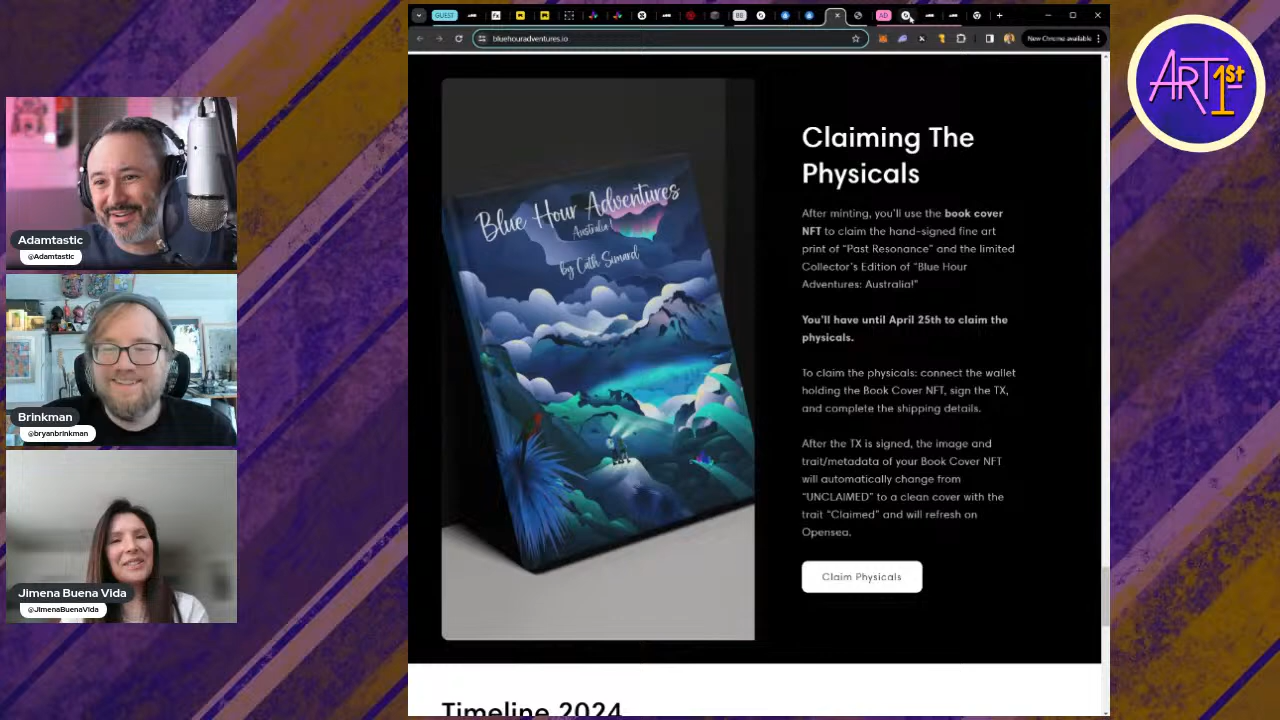 GUEST
bluehouradventures.io
New Chrome available
ART
1st
Adamtastic
@Adamtastic
Brinkman
@bryanbrinkman
Jimena Buena Vida
@JimenaBuenaVida
Blue Hour Adventures
Australia!
by Cath Simard
Claiming The
Physicals
After minting, you'll use the book cover
NFT to claim the hand-signed fine art
print of "Past Resonance" and the limited
Collector's Edition of "Blue Hour
Adventures: Australia!"
You'll have until April 25th to claim the
physicals.
To claim the physicals: connect the wallet
holding the Book Cover NFT, sign the TX,
and complete the shipping details.
After the TX is signed, the image and
trait/metadata of your Book Cover NFT
will automatically change from
"UNCLAIMED" to a clean cover with the
trait "Claimed" and will refresh on
Opensea.
Claim Physicals
Timeline 2024